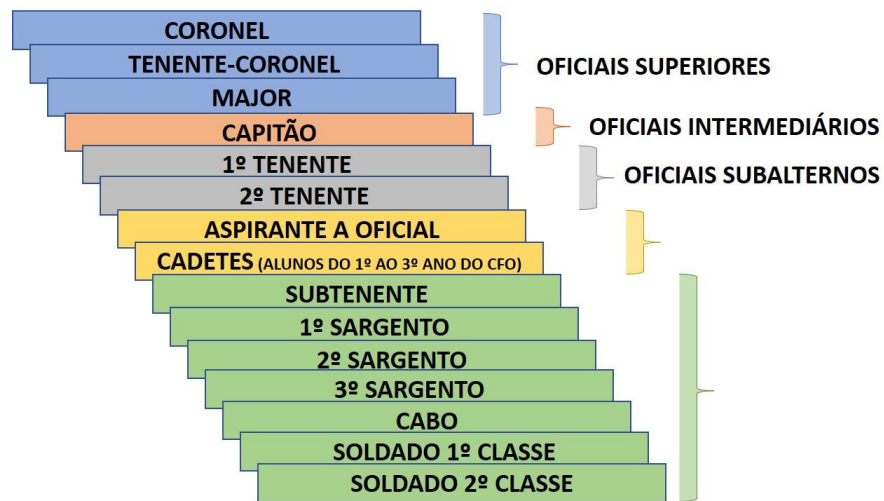 CORONEL
TENENTE-CORONEL
OFICIAIS SUPERIORES
MAJOR
CAPITÃO
OFICIAIS INTERMEDIÁRIOS
1º TENENTE
OFICIAIS SUBALTERNOS
2º TENENTE
ASPIRANTE A OFICIAL
CADETES (ALUNOS DO 1º AO 3º ANO DO CFO)
SUBTENENTE
1º SARGENTO
2º SARGENTO
3º SARGENTO
CABO
SOLDADO 1º CLASSE
SOLDADO 2º CLASSE